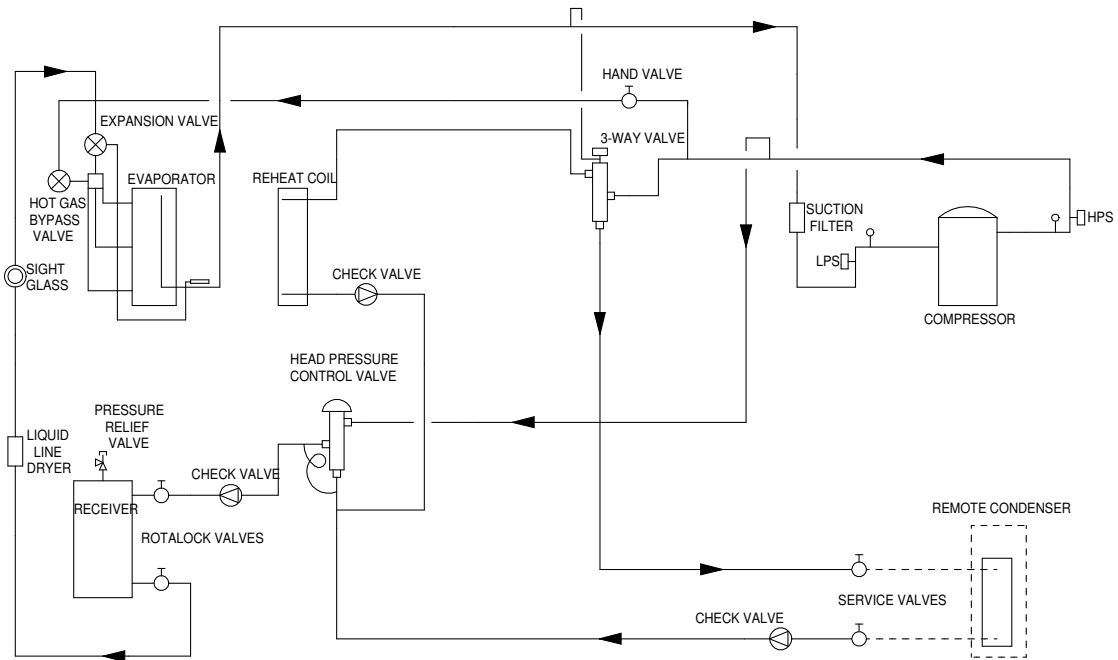 HAND VALVE
EXPANSION VALVE
3-WAY VALVE
EVAPORATOR
REHEAT COIL
HOT GAS
BYPASS
VALVE
SUCTION
FILTER
HPS
LPS
SIGHT
GLASS
CHECK VALVE
COMPRESSOR
HEAD PRESSURE
CONTROL VALVE
PRESSURE
RELIEF
VALVE
LIQUID
LINE
DRYER
CHECK VALVE
RECEIVER
ROTALOCK VALVES
REMOTE CONDENSER
SERVICE VALVES
CHECK VALVE